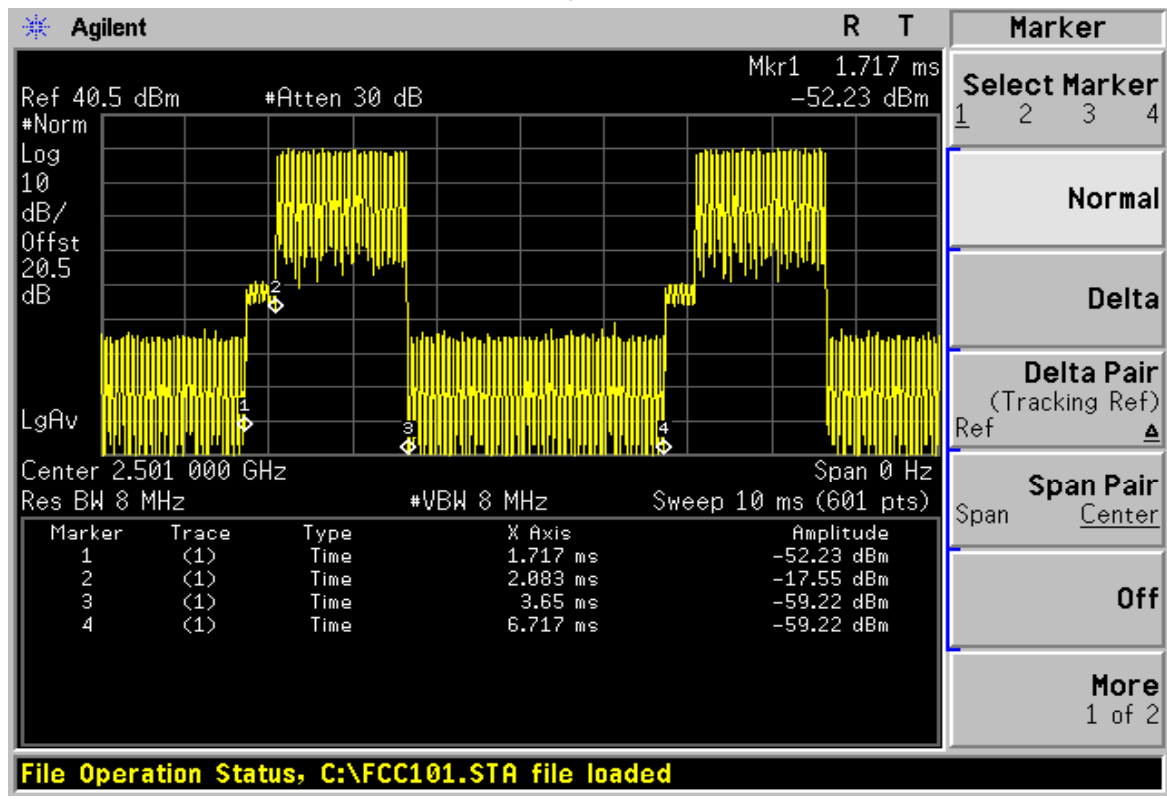 Agilent R T
Mkr1 1.717 ms
Ref 40.5 dBm #Atten 30 dB -52.23 dBm
#Norm
Log
10
dB/
Offst
20.5
dB
LgAv
2
1
3
4
Center 2.501 000 GHz Span 0 Hz
Res BW 8 MHz #VBW 8 MHz Sweep 10 ms (601 pts)
Marker Trace Type X Axis Amplitude
1 (1) Time 1.717 ms -52.23 dBm
2 (1) Time 2.083 ms -17.55 dBm
3 (1) Time 3.65 ms -59.22 dBm
4 (1) Time 6.717 ms -59.22 dBm
File Operation Status, C:\FCC101.STA file loaded
Marker
Select Marker
1 2 3 4
Normal
Delta
Delta Pair
(Tracking Ref)
Ref Δ
Span Pair
Span Center
Off
More
1 of 2